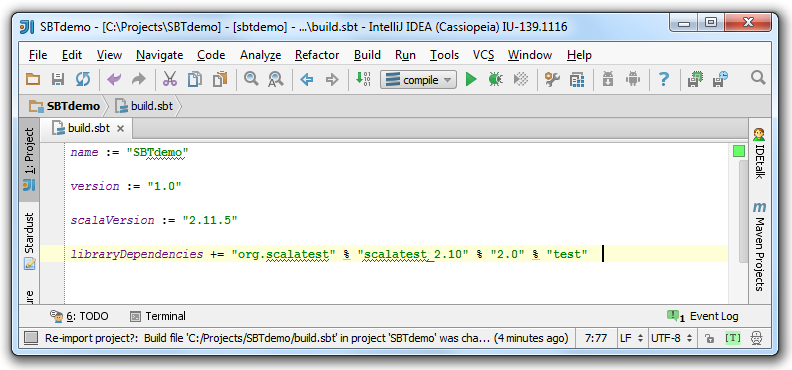 SBTdemo - [C:\Projects\SBTdemo] - [sbtdemo] - ...\build.sbt - IntelliJ IDEA (Cassiopeia) IU-139.1116
File Edit View Navigate Code Analyze Refactor Build Run Tools VCS Window Help
compile
SBTdemo build.sbt
build.sbt
1: Project
Stardust
ure
name := "SBTdemo"
version := "1.0"
scalaVersion := "2.11.5"
libraryDependencies += "org.scalatest" % "scalatest_2.10" % "2.0" % "test"
IDEtalk
Maven Projects
6: TODO Terminal 1 Event Log
Re-import project?: Build file 'C:/Projects/SBTdemo/build.sbt' in project 'SBTdemo' was cha... (4 minutes ago) 7:77 LF UTF-8 [T]